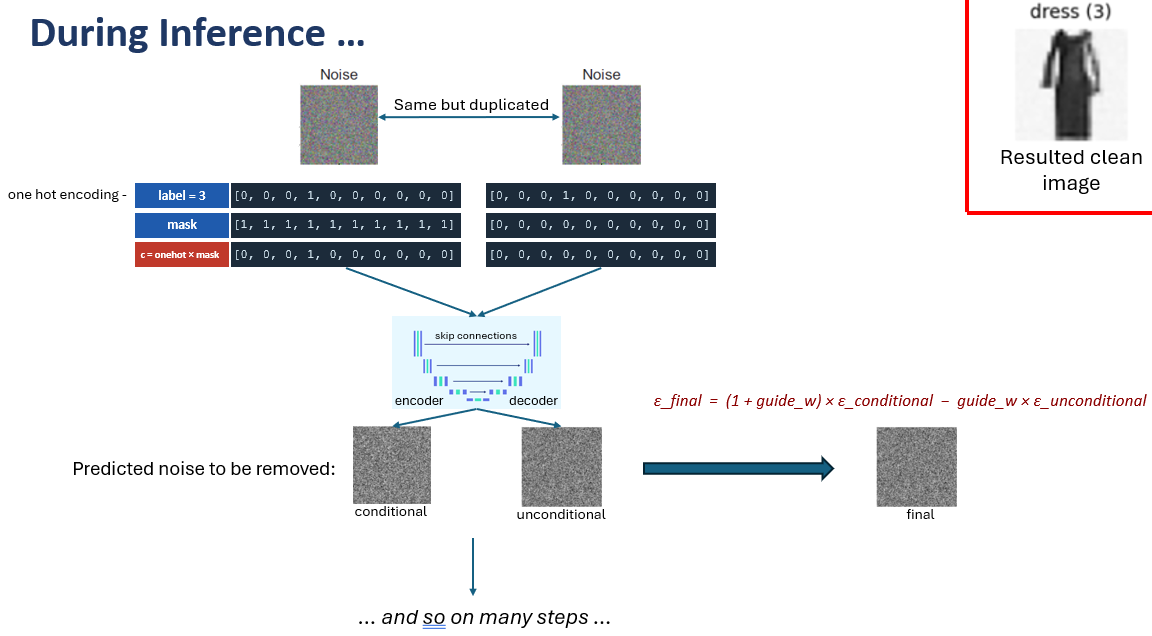 During Inference ...
dress (3)
Resulted clean
image
Noise
Noise
Same but duplicated
one hot encoding -
label = 3
[0, 0, 0, 1, 0, 0, 0, 0, 0, 0]
[0, 0, 0, 1, 0, 0, 0, 0, 0, 0]
mask
[1, 1, 1, 1, 1, 1, 1, 1, 1, 1]
[0, 0, 0, 0, 0, 0, 0, 0, 0, 0]
c = onehot × mask
[0, 0, 0, 1, 0, 0, 0, 0, 0, 0]
[0, 0, 0, 0, 0, 0, 0, 0, 0, 0]
skip connections
encoder
decoder
ε_final = (1 + guide_w) × ε_conditional − guide_w × ε_unconditional
Predicted noise to be removed:
conditional
unconditional
final
... and so on many steps ...